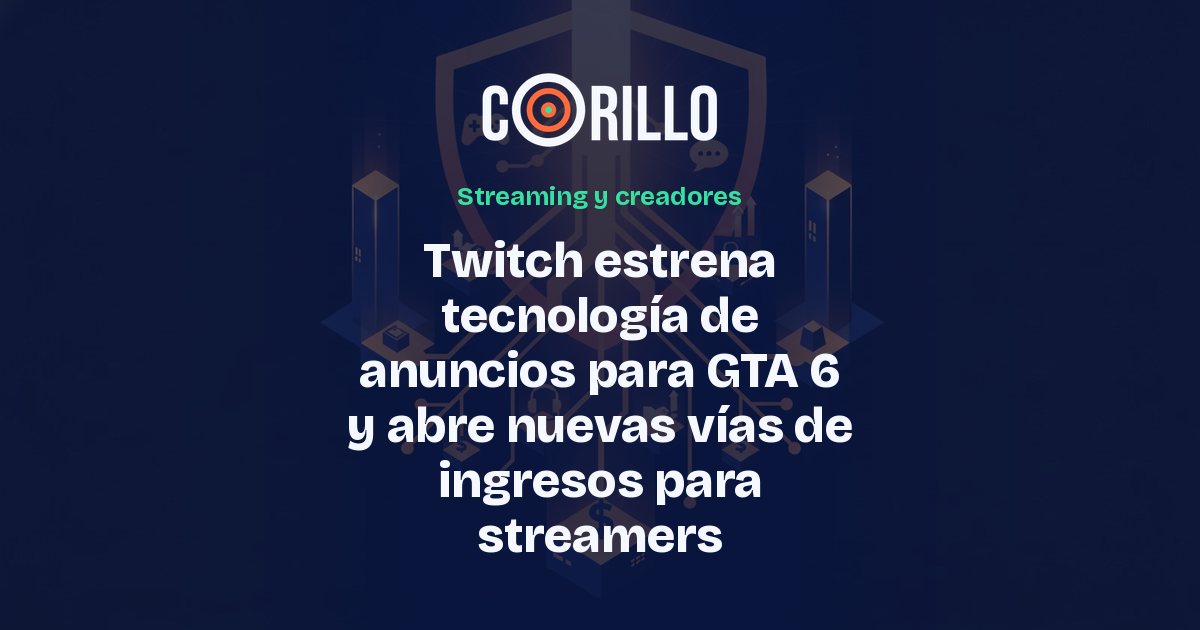 CORILLO
Streaming y creadores
Twitch estrena
tecnología de
anuncios para GTA 6
y abre nuevas vías de
ingresos para
streamers